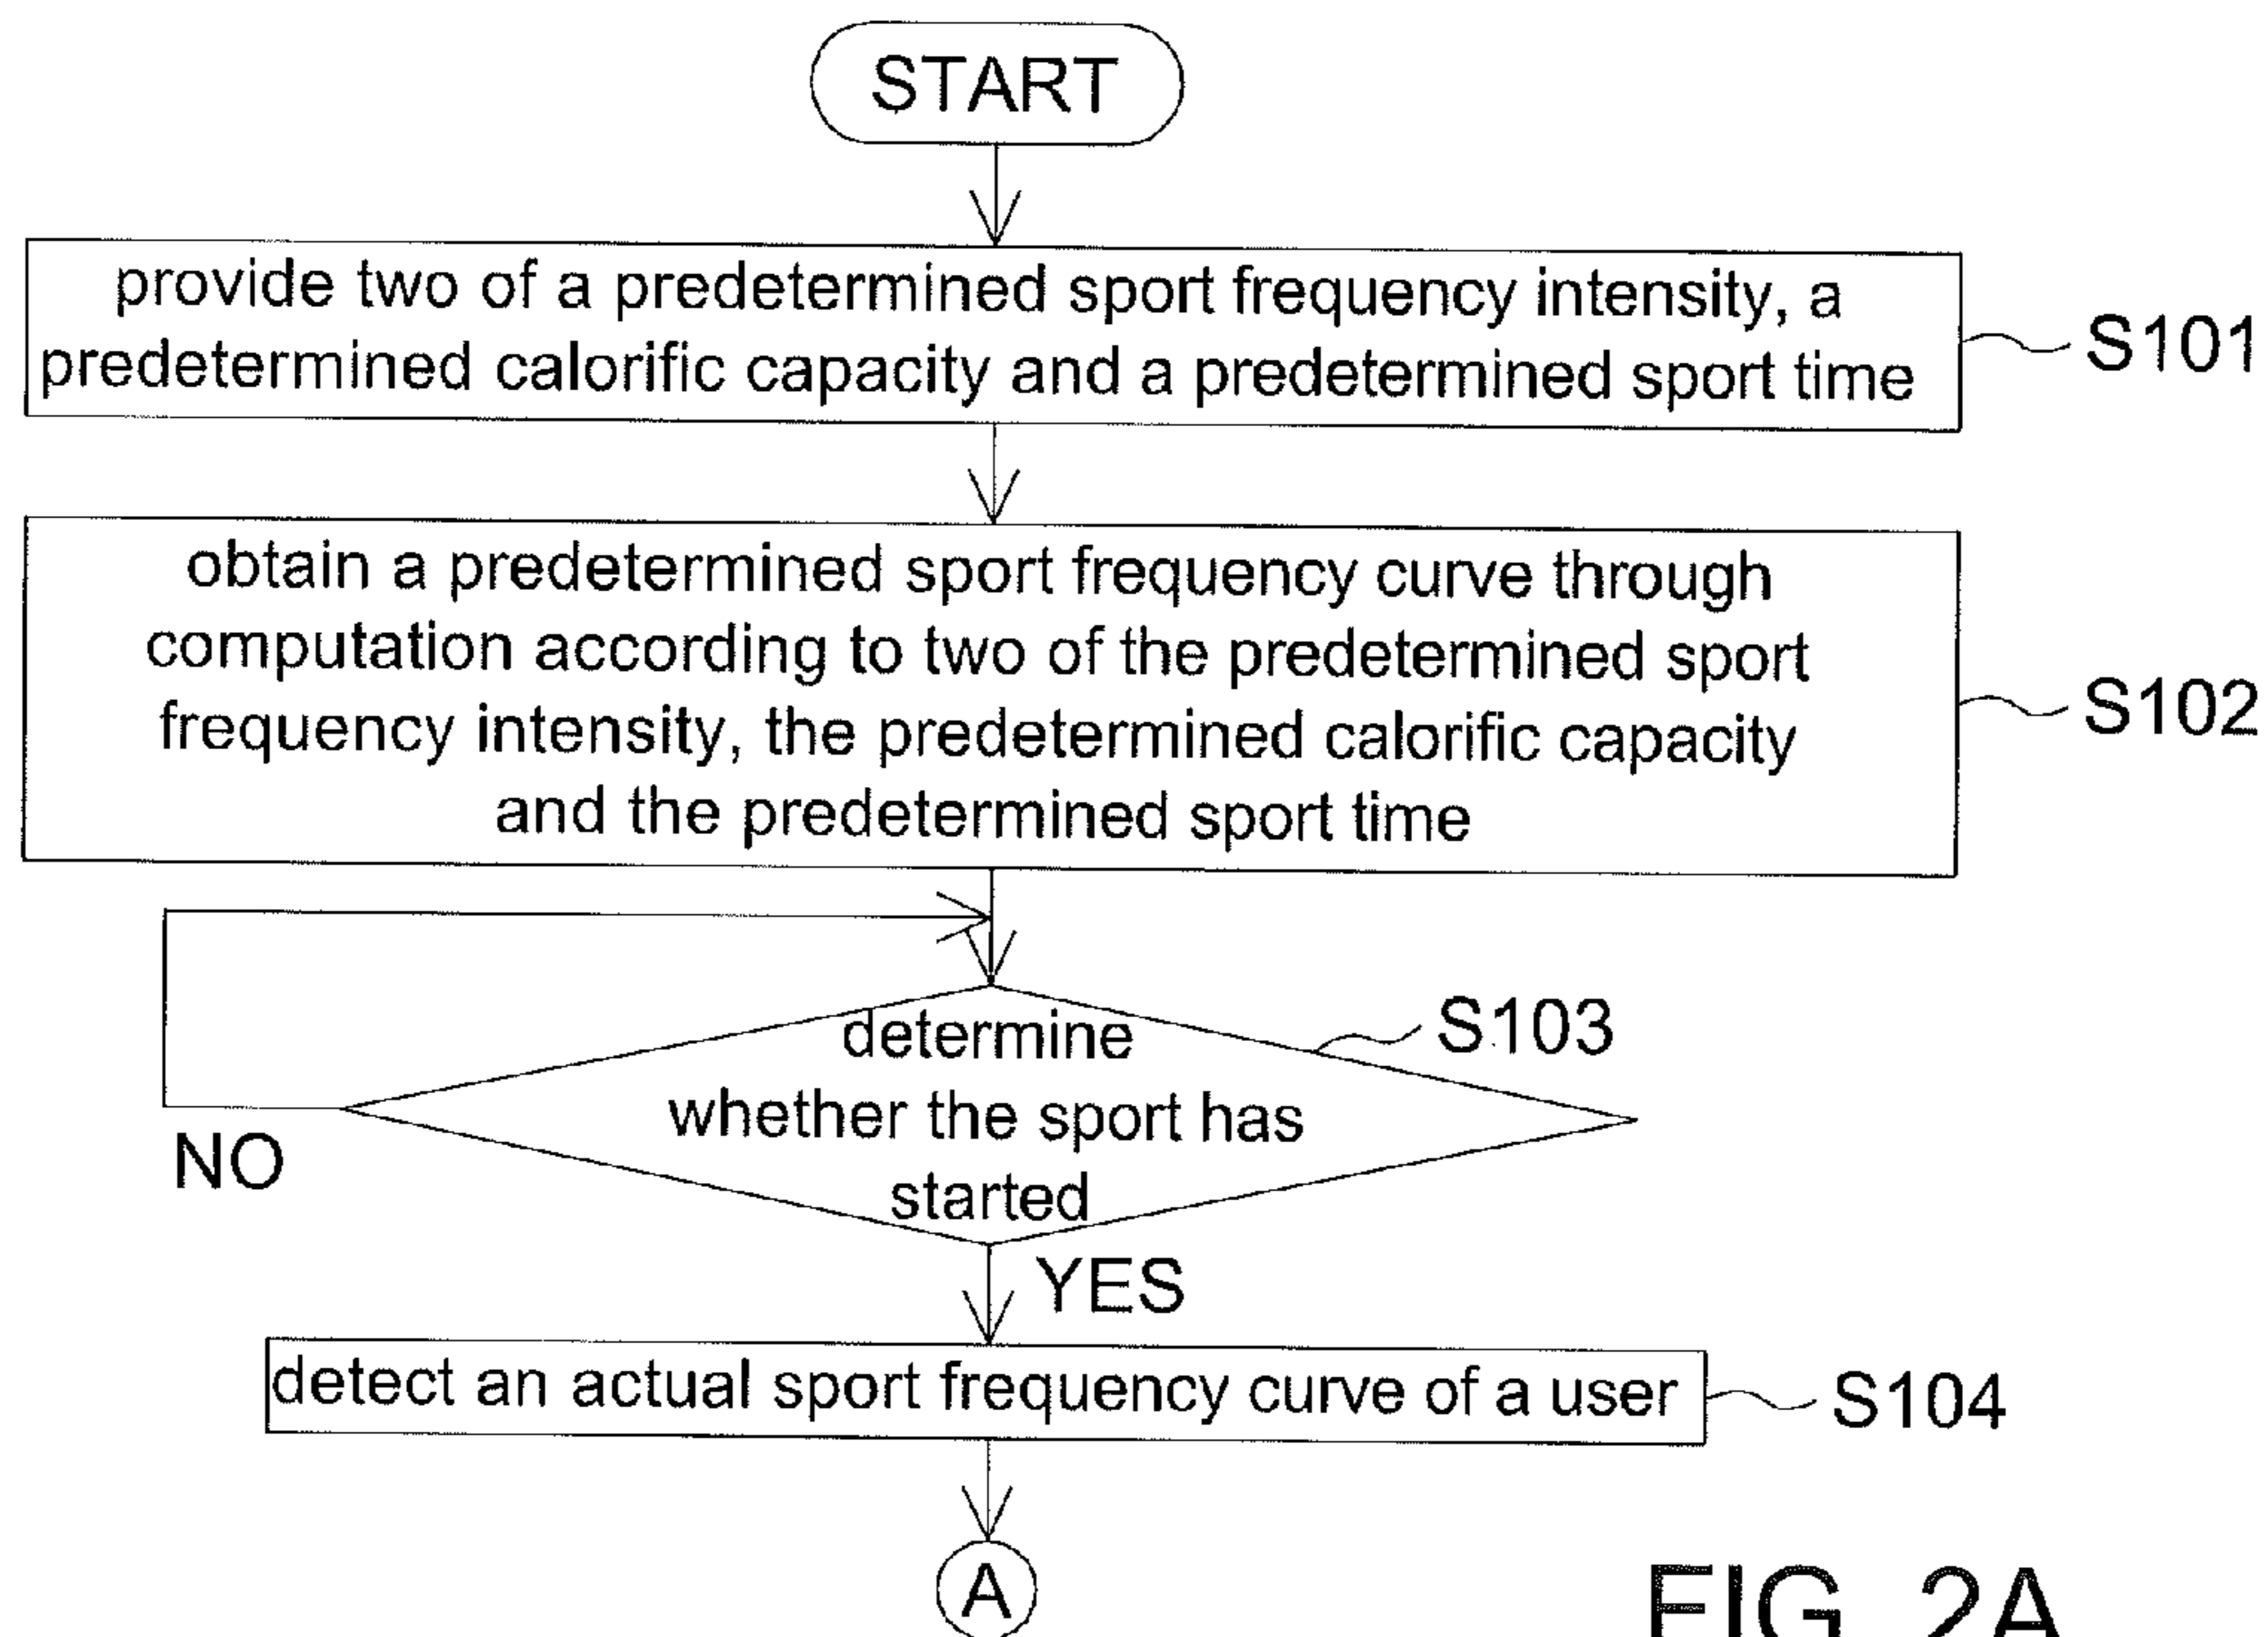 START
provide two of a predetermined sport frequency intensity, a
predetermined calorific capacity and a predetermined sport time
S101
obtain a predetermined sport frequency curve through
computation according to two of the predetermined sport
frequency intensity, the predetermined calorific capacity
and the predetermined sport time
S102
determine
whether the sport has
started
S103
NO
YES
detect an actual sport frequency curve of a user
S104
A
FIG. 2A